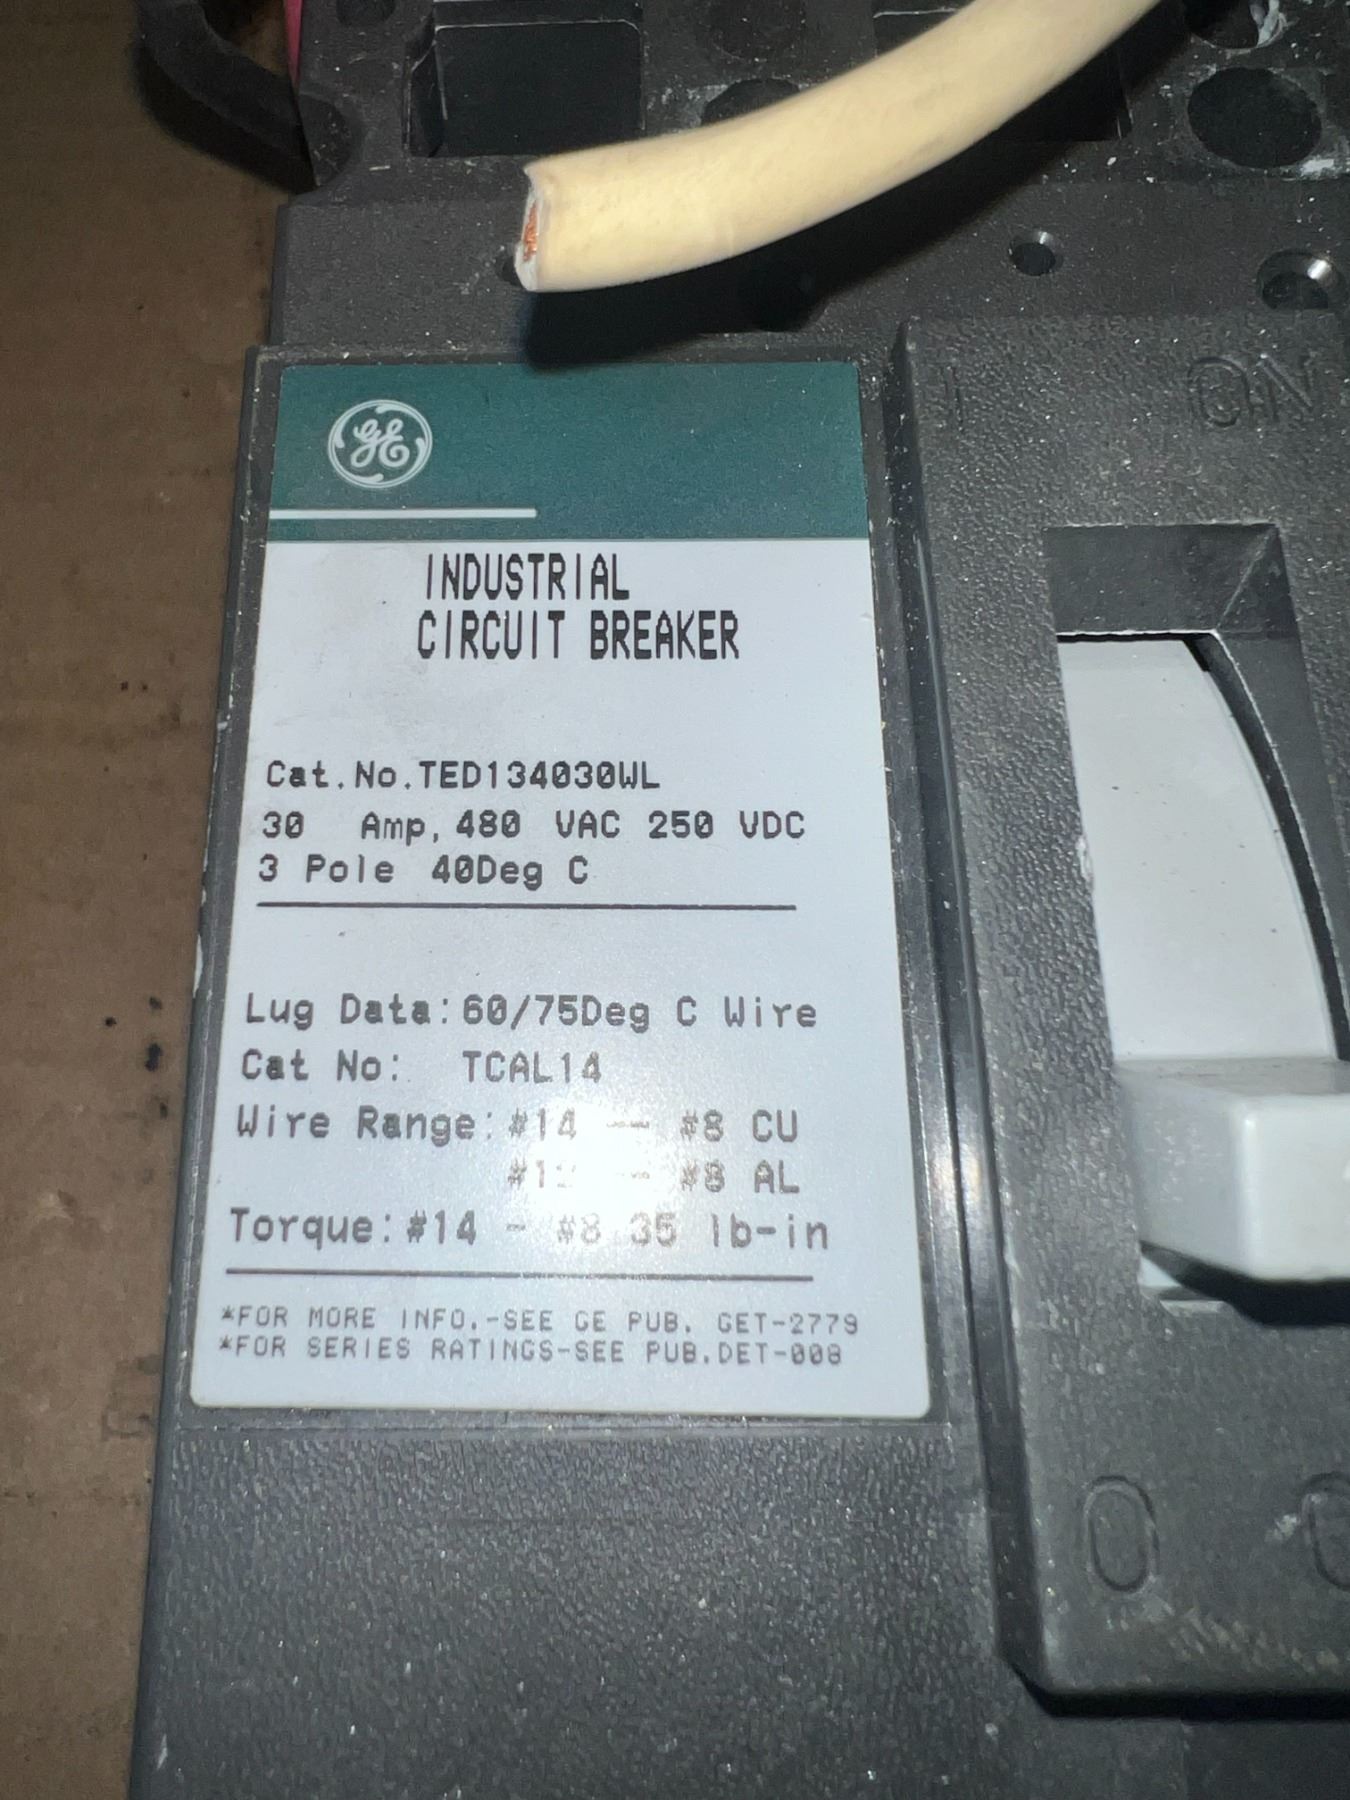 GE
I ON
INDUSTRIAL
CIRCUIT BREAKER
Cat.No.TED134030WL
30 Amp, 480 VAC 250 VDC
3 Pole 40Deg C
Lug Data: 60/75Deg C Wire
Cat No: TCAL14
Wire Range: #14 - #8 CU
#12 - #8 AL
Torque: #14 - #8 35 lb-in
*FOR MORE INFO.-SEE GE PUB. GET-2779
*FOR SERIES RATINGS-SEE PUB.DET-008
O